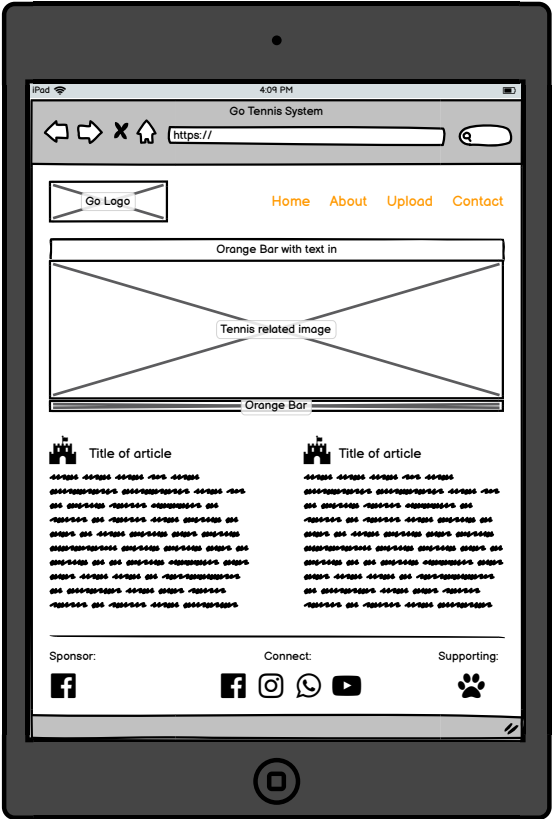 iPad 4:09 PM
Go Tennis System
https://
Go Logo
Home About Upload Contact
Orange Bar with text in
Tennis related image
Orange Bar
Title of article
Title of article
Sponsor: Connect: Supporting: